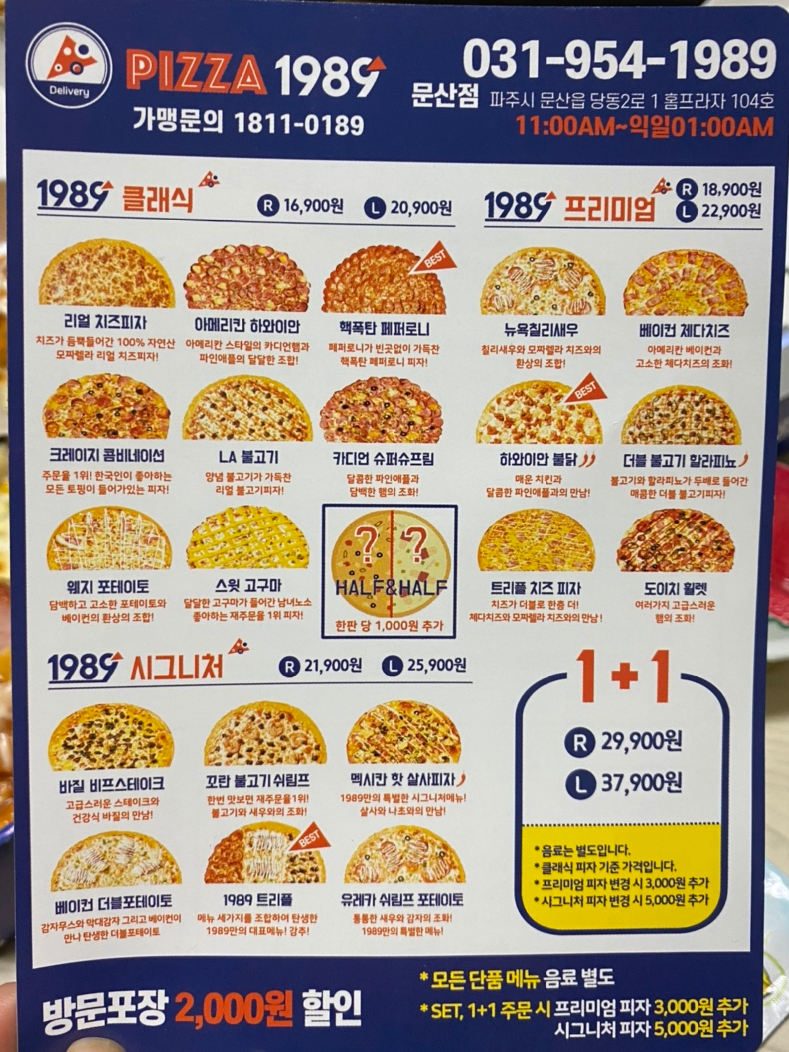 Delivery
PIZZA 1989
가맹문의 1811-0189
031-954-1989
문산점 파주시 문산읍 당동2로 1 홈프라자 104호
11:00AM~익일01:00AM
1989 클래식 R 16,900원 L 20,900원
리얼 치즈피자
치즈가 듬뿍들어간 100% 자연산
모짜렐라 리얼 치즈피자!
아메리칸 하와이안
아메리칸 스타일의 카디언햄과
파인애플의 달달한 조합!
BEST
핵폭탄 페퍼로니
페퍼로니가 빈곳없이 가득찬
핵폭탄 페퍼로니 피자!
크레이지 콤비네이션
주문율 1위! 한국인이 좋아하는
모든 토핑이 들어가있는 피자!
LA 불고기
양념 불고기가 가득찬
리얼 불고기피자!
카디언 슈퍼슈프림
달콤한 파인애플과
담백한 햄의 조화!
웨지 포테이토
담백하고 고소한 포테이토와
베이컨의 환상의 조합!
스윗 고구마
달달한 고구마가 들어간 남녀노소
좋아하는 재주문율 1위 피자!
? ?
HALF&HALF
한판 당 1,000원 추가
1989 프리미엄 R 18,900원
L 22,900원
뉴욕칠리새우
칠리새우와 모짜렐라 치즈와의
환상의 조합!
베이컨 체다치즈
아메리칸 베이컨과
고소한 체다치즈의 조화!
BEST
하와이안 불닭
매운 치킨과
달콤한 파인애플과의 만남!
더블 불고기 할라피뇨
불고기와 할라피뇨가 두배로 들어간
매콤한 더블 불고기피자!
트리플 치즈 피자
치즈가 더블로 한층 더!
체다치즈와 모짜렐라 치즈와의 만남!
도이치 휠렛
여러가지 고급스러운
햄의 조화!
1989 시그니처 R 21,900원 L 25,900원
바질 비프스테이크
고급스러운 스테이크와
건강식 바질의 만남!
꼬란 불고기 쉬림프
한번 맛보면 재주문율1위!
불고기와 새우와의 조화!
멕시칸 핫 살사피자
1989만의 특별한 시그니처메뉴!
살사와 나초와의 만남!
베이컨 더블포테이토
감자무스와 막대감자 그리고 베이컨이
만나 탄생한 더블포테이토
BEST
1989 트리플
메뉴 세가지를 조합하여 탄생한
1989만의 대표메뉴! 강추!
유레카 쉬림프 포테이토
통통한 새우와 감자의 조화!
1989만의 특별한 메뉴!
1+1
R 29,900원
L 37,900원
*음료는 별도입니다.
*클래식 피자 기준 가격입니다.
*프리미엄 피자 변경 시 3,000원 추가
*시그니처 피자 변경 시 5,000원 추가
방문포장 2,000원 할인
*모든 단품 메뉴 음료 별도
*SET, 1+1 주문 시 프리미엄 피자 3,000원 추가
시그니처 피자 5,000원 추가